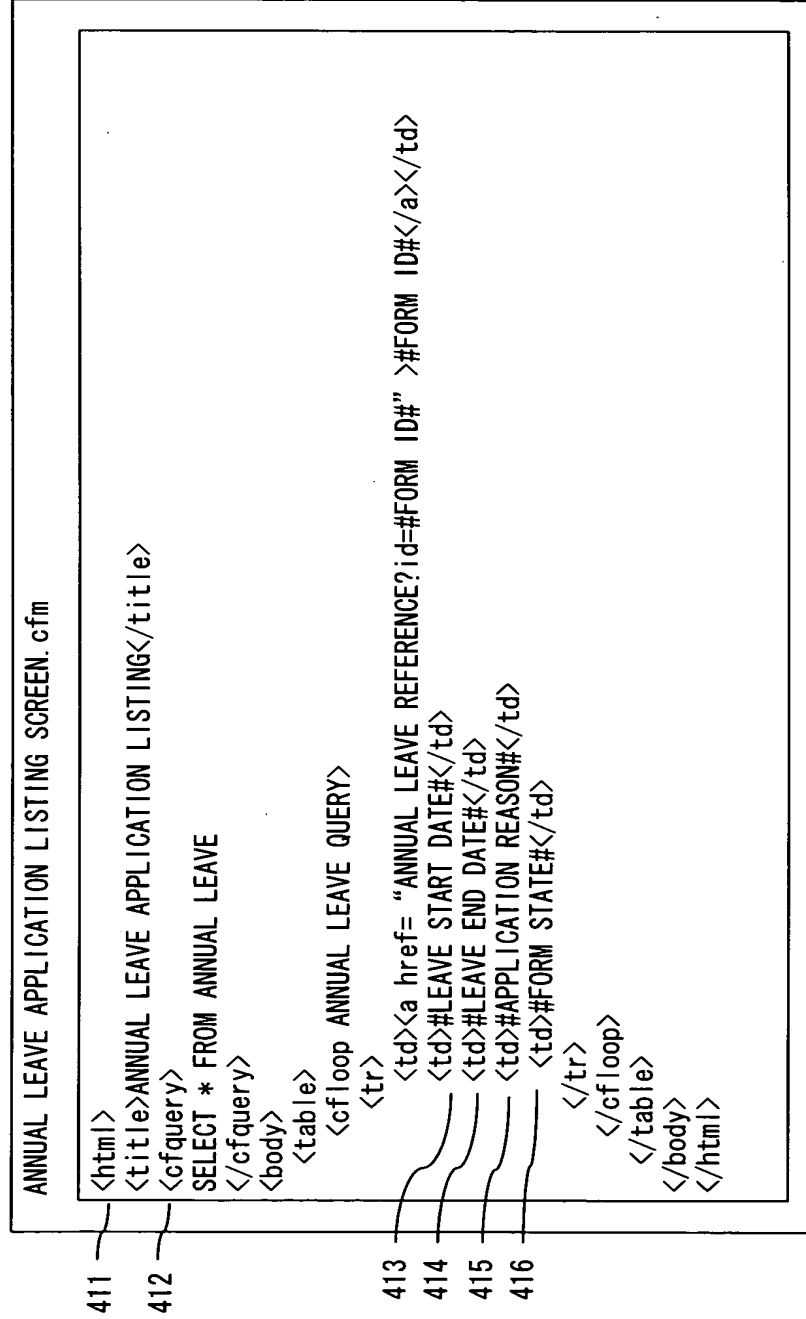 ANNUAL LEAVE APPLICATION LISTING SCREEN.cfm
411 <html>
<title>ANNUAL LEAVE APPLICATION LISTING</title>
412 <cfquery>
SELECT * FROM ANNUAL LEAVE
</cfquery>
<body>
<table>
<cfloop ANNUAL LEAVE QUERY>
<tr>
<td><a href= “ANNUAL LEAVE REFERENCE?id=#FORM ID#” >#FORM ID#</a></td>
413 <td>#LEAVE START DATE#</td>
414 <td>#LEAVE END DATE#</td>
415 <td>#APPLICATION REASON#</td>
416 <td>#FORM STATE#</td>
</tr>
</cfloop>
</table>
</body>
</html>